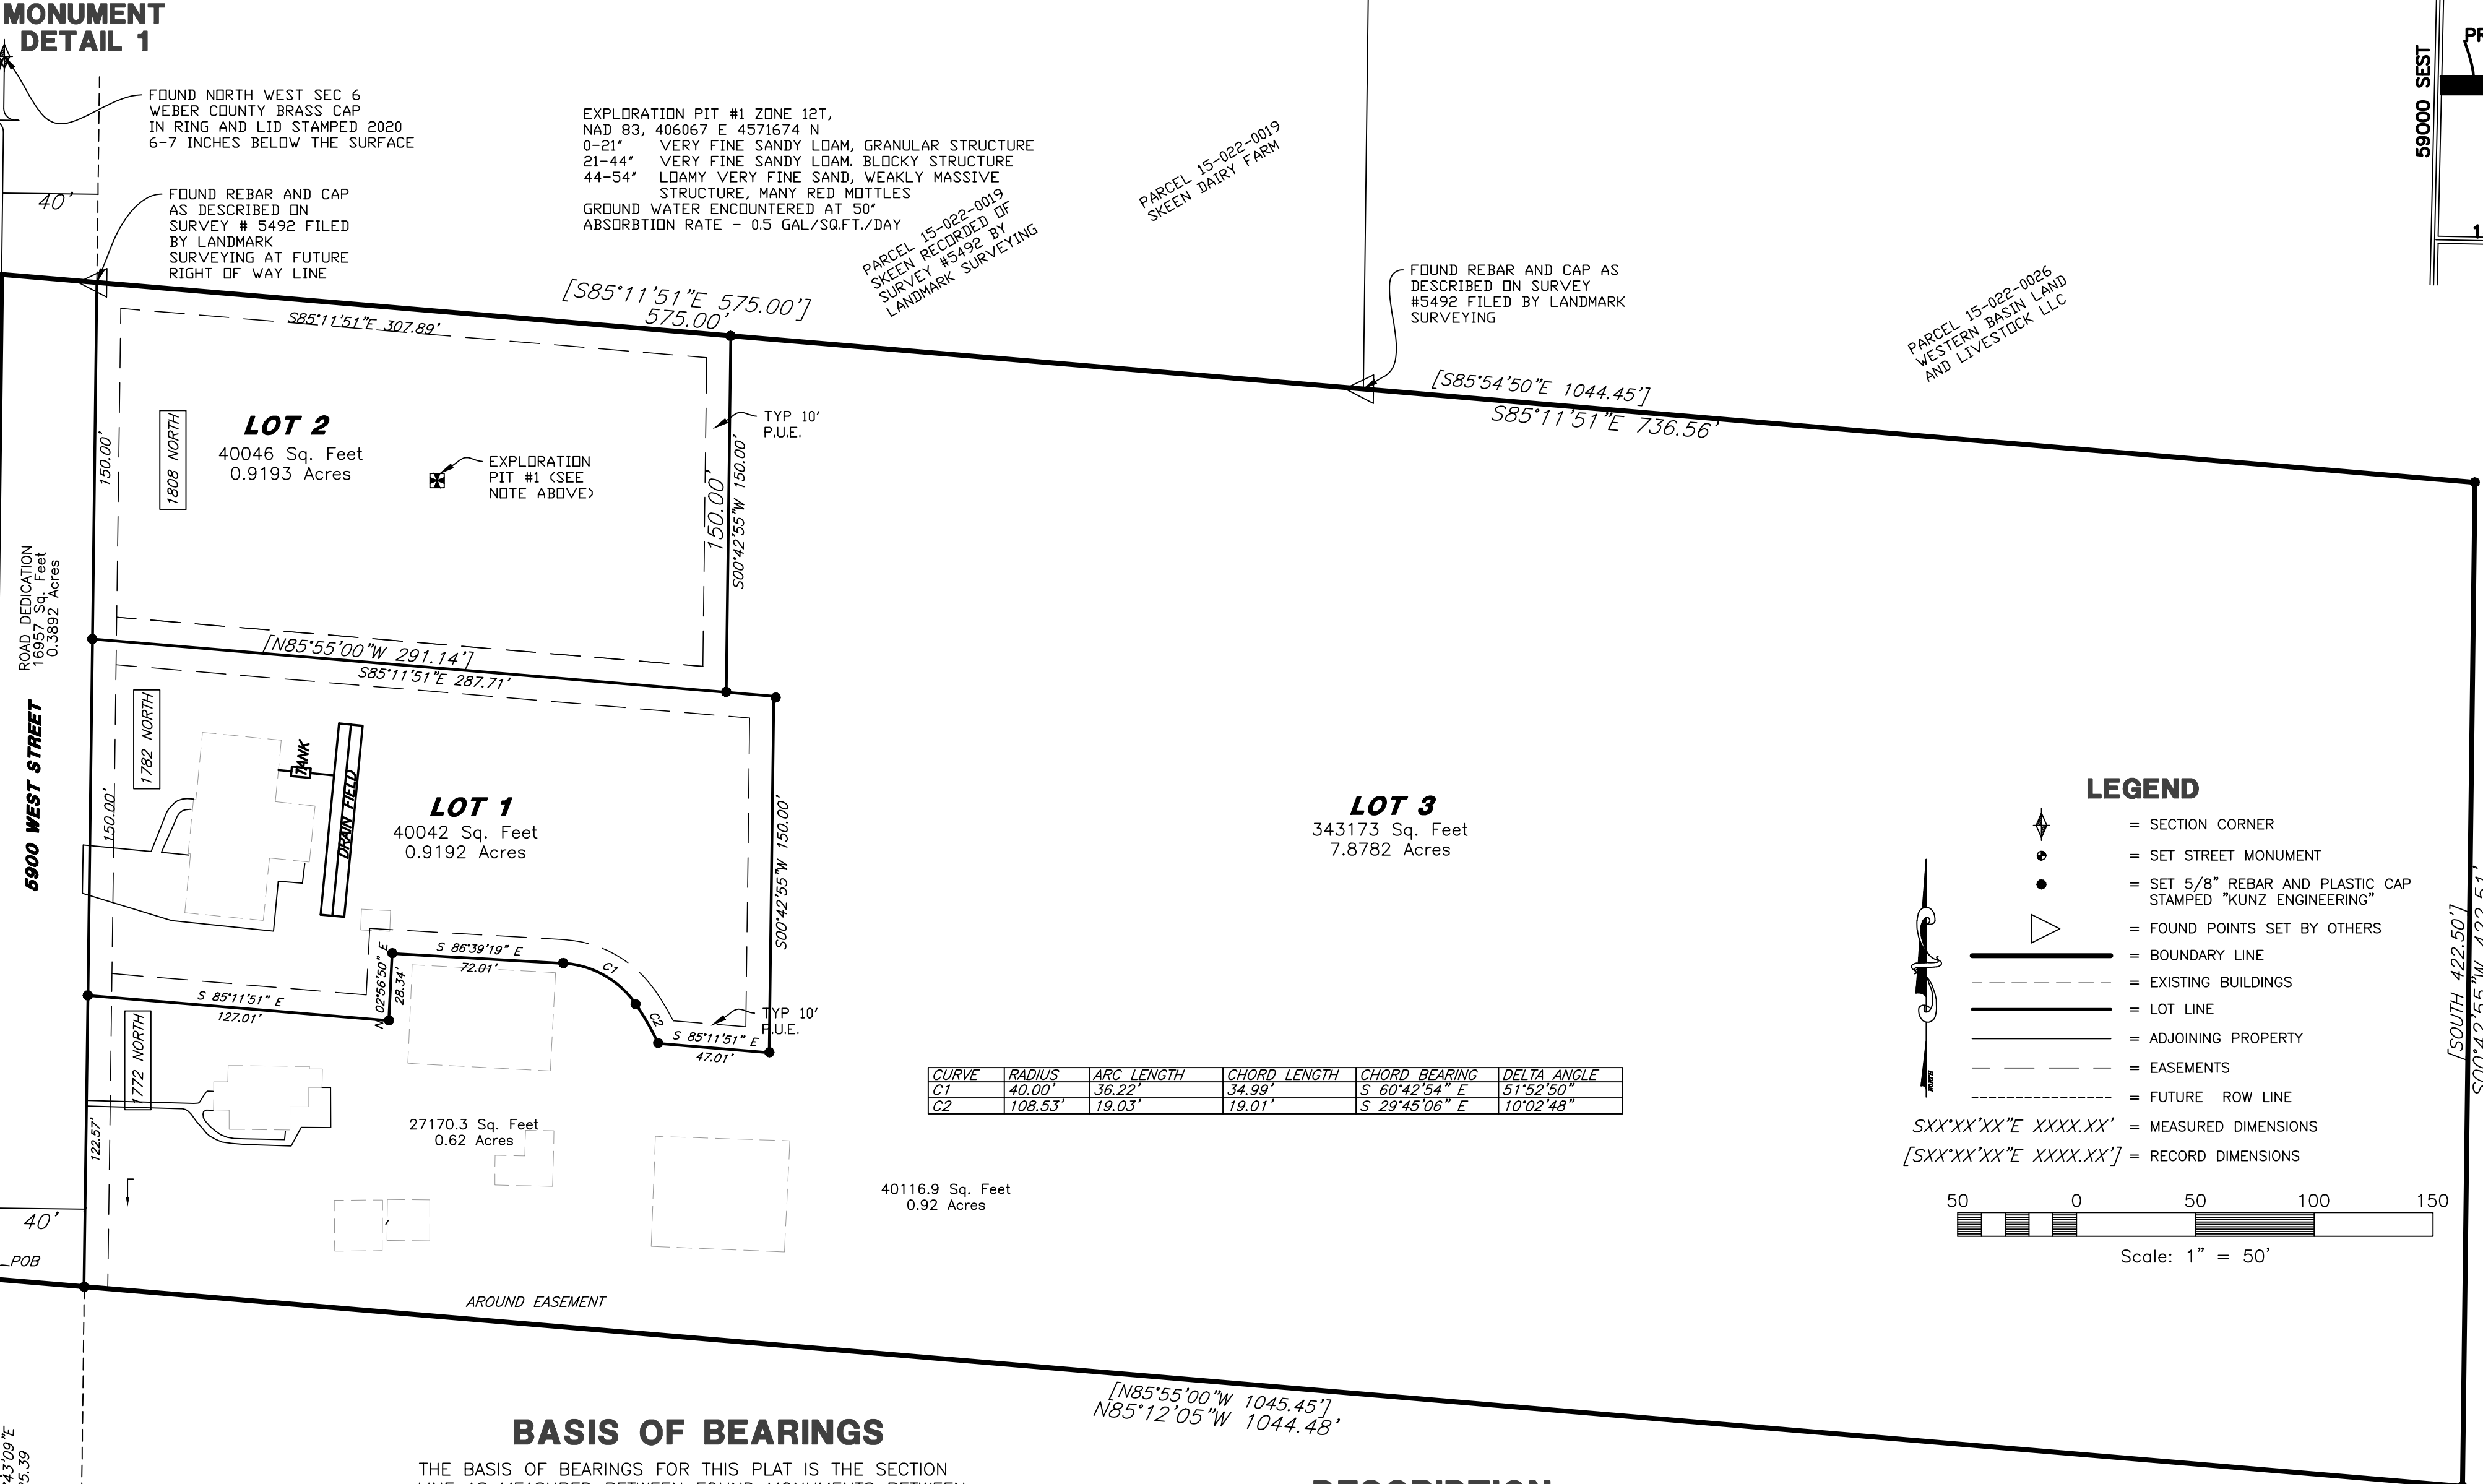 MONUMENT
DETAIL 1
FOUND NORTH WEST SEC 6
WEBER COUNTY BRASS CAP
IN RING AND LID STAMPED 2020
6-7 INCHES BELOW THE SURFACE
40'
FOUND REBAR AND CAP
AS DESCRIBED ON
SURVEY # 5492 FILED
BY LANDMARK
SURVEYING AT FUTURE
RIGHT OF WAY LINE
EXPLORATION PIT #1 ZONE 12T,
NAD 83, 406067 E 4571674 N
0-21" VERY FINE SANDY LOAM, GRANULAR STRUCTURE
21-44" VERY FINE SANDY LOAM. BLOCKY STRUCTURE
44-54" LOAMY VERY FINE SAND, WEAKLY MASSIVE
STRUCTURE, MANY RED MOTTLES
GROUND WATER ENCOUNTERED AT 50"
ABSORBTION RATE - 0.5 GAL/SQ.FT./DAY
PARCEL 15-022-0019
SKEEN RECORDED OF
SURVEY #5492 BY
LANDMARK SURVEYING
PARCEL 15-022-0019
SKEEN DAIRY FARM
59000 SEST
FOUND REBAR AND CAP AS
DESCRIBED ON SURVEY
#5492 FILED BY LANDMARK
SURVEYING
PARCEL 15-022-0026
WESTERN BASIN LAND
AND LIVESTOCK LLC
[S85°11'51"E 575.00']
575.00'
S85°11'51"E 307.89'
[S85°54'50"E 1044.45']
S85°11'51"E 736.56'
LOT 2
40046 Sq. Feet
0.9193 Acres
1808 NORTH
150.00'
EXPLORATION
PIT #1 (SEE
NOTE ABOVE)
TYP 10'
P.U.E.
150.00'
S00°42'55"W 150.00'
ROAD DEDICATION
16957 Sq. Feet
0.3892 Acres
[N85°55'00"W 291.14']
S85°11'51"E 287.71'
5900 WEST STREET
1782 NORTH
150.00'
TANK
DRAIN FIELD
LOT 1
40042 Sq. Feet
0.9192 Acres
S00°42'55"W 150.00'
LOT 3
343173 Sq. Feet
7.8782 Acres
S 86°39'19" E
72.01'
C1
C2
N 02°56'50" E
28.34'
S 85°11'51" E
127.01'
TYP 10'
P.U.E.
S 85°11'51" E
47.01'
1772 NORTH
122.57'
27170.3 Sq. Feet
0.62 Acres
40116.9 Sq. Feet
0.92 Acres
CURVE RADIUS ARC LENGTH CHORD LENGTH CHORD BEARING DELTA ANGLE
C1 40.00' 36.22' 34.99' S 60°42'54" E 51°52'50"
C2 108.53' 19.03' 19.01' S 29°45'06" E 10°02'48"
LEGEND
= SECTION CORNER
= SET STREET MONUMENT
= SET 5/8" REBAR AND PLASTIC CAP
STAMPED "KUNZ ENGINEERING"
= FOUND POINTS SET BY OTHERS
= BOUNDARY LINE
= EXISTING BUILDINGS
= LOT LINE
= ADJOINING PROPERTY
= EASEMENTS
= FUTURE ROW LINE
SXX°XX'XX"E XXXX.XX' = MEASURED DIMENSIONS
[SXX°XX'XX"E XXXX.XX'] = RECORD DIMENSIONS
50 0 50 100 150
Scale: 1" = 50'
[SOUTH 422.50']
S00°42'55"W 422.51'
40'
POB
AROUND EASEMENT
[N85°55'00"W 1045.45']
N85°12'05"W 1044.48'
BASIS OF BEARINGS
THE BASIS OF BEARINGS FOR THIS PLAT IS THE SECTION
LINE AS MEASURED BETWEEN FOUND MONUMENTS BETWEEN
DESCRIPTION